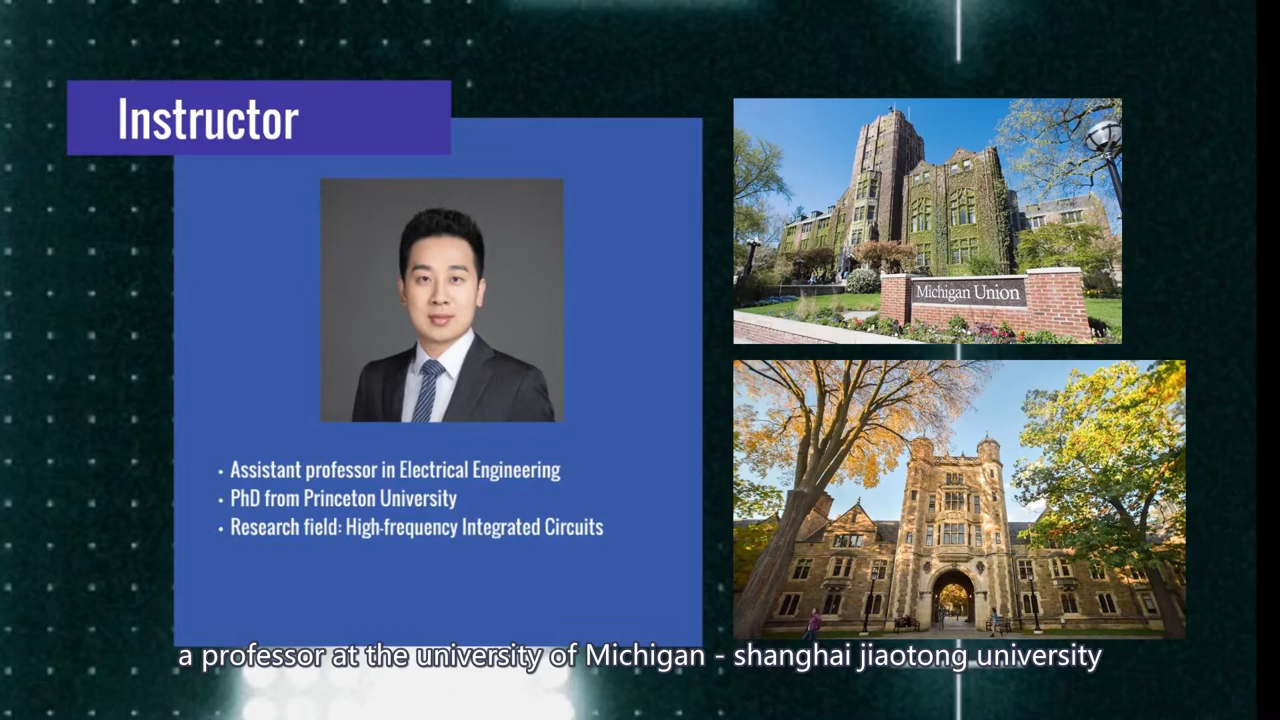 Instructor
Michigan Union
• Assistant professor in Electrical Engineering
• PhD from Princeton University
• Research field: High-frequency Integrated Circuits
a professor at the university of Michigan - shanghai jiaotong university